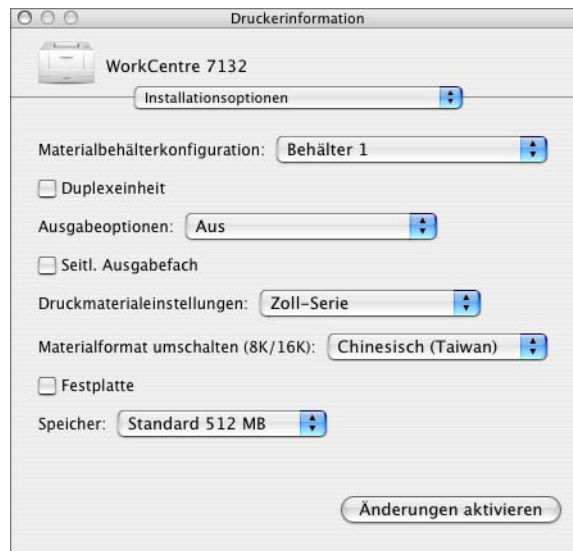 Druckerinformation
WorkCentre 7132
Installationsoptionen
Materialbehälterkonfiguration: Behälter 1
Duplexeinheit
Ausgabeoptionen: Aus
Seitl. Ausgabefach
Druckmaterialeinstellungen: Zoll-Serie
Materialformat umschalten (8K/16K): Chinesisch (Taiwan)
Festplatte
Speicher: Standard 512 MB
Änderungen aktivieren